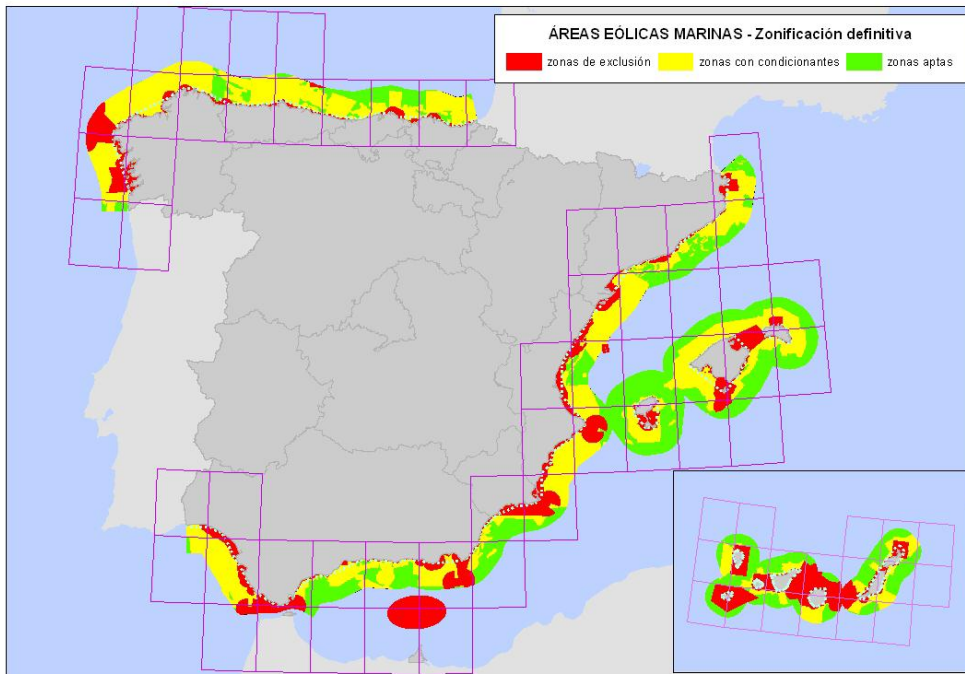 ÁREAS EÓLICAS MARINAS - Zonificación definitiva
zonas de exclusión zonas con condicionantes zonas aptas